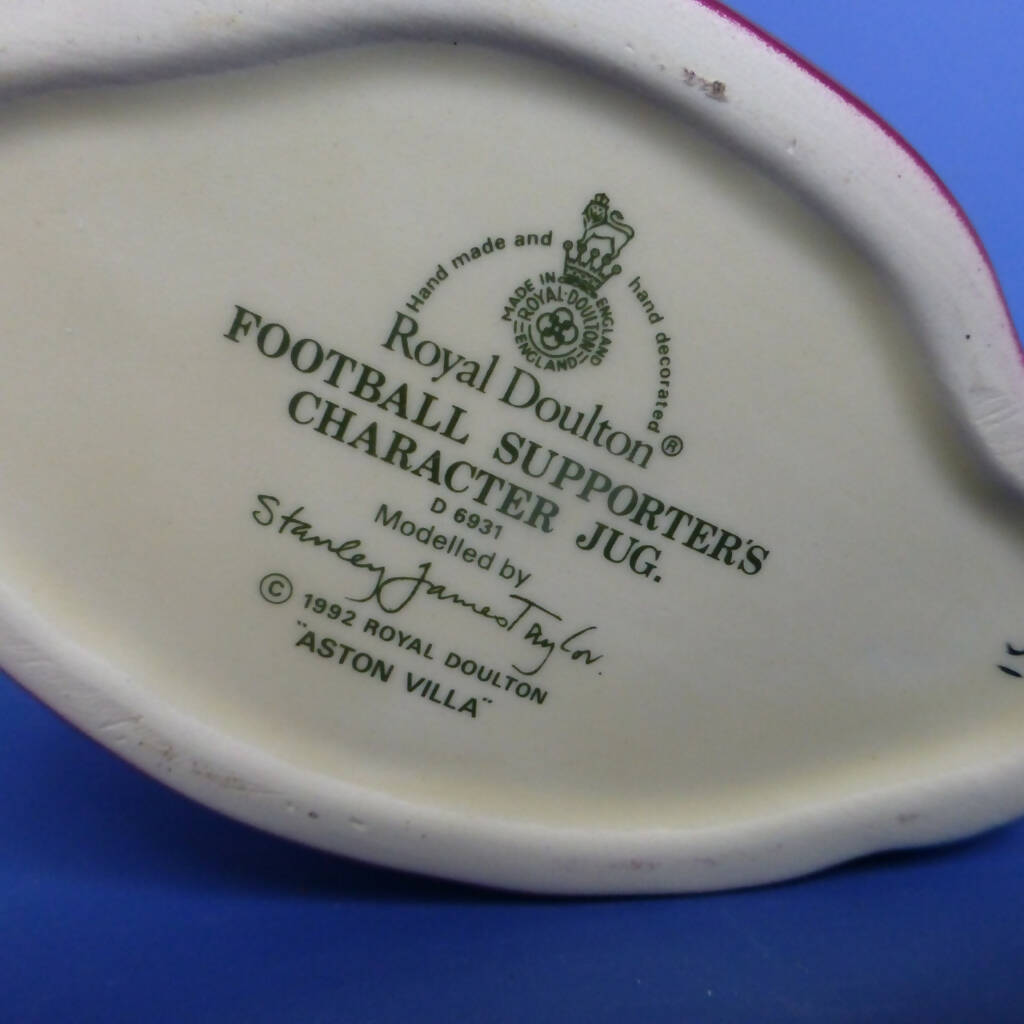 Hand made and hand decorated
MADE IN ENGLAND
ROYAL·DOULTON
ENGLAND
Royal Doulton®
FOOTBALL SUPPORTER'S
CHARACTER JUG.
D 6931
Modelled by
Stanley James Taylor.
© 1992 ROYAL DOULTON
"ASTON VILLA"